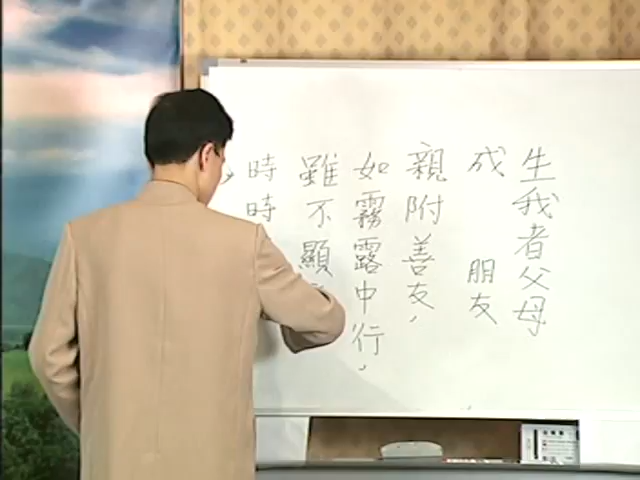 生我者父母
成 朋友
親附善友,
如霧露中行,
雖不顯
時時